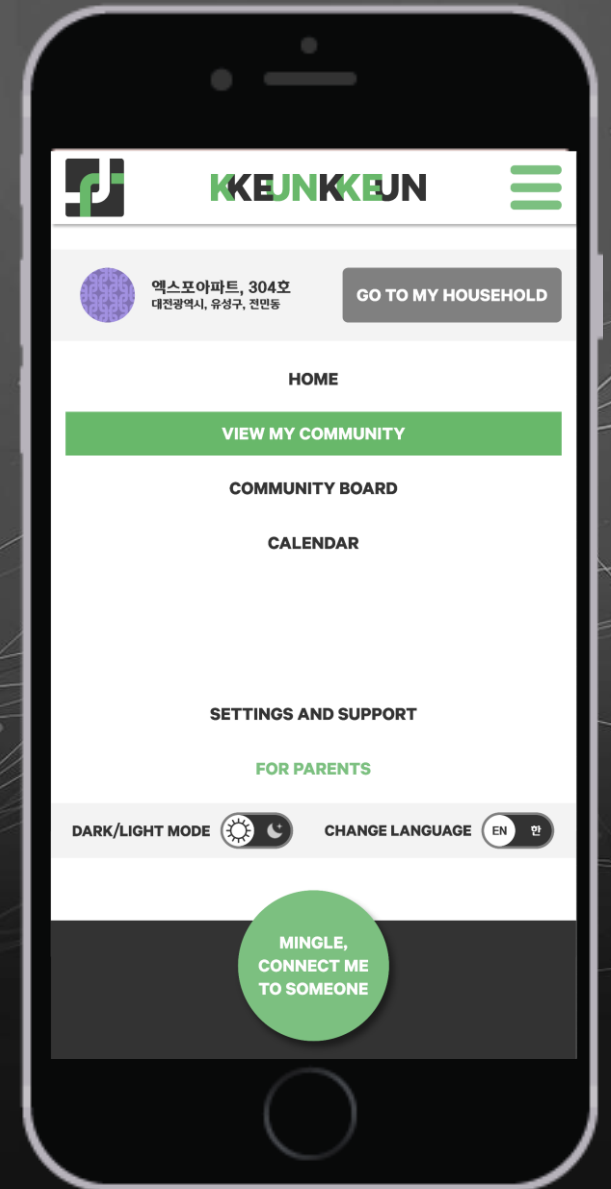 KKEUNKKEUN
엑스포아파트, 304호
대전광역시, 유성구, 전민동
GO TO MY HOUSEHOLD
HOME
VIEW MY COMMUNITY
COMMUNITY BOARD
CALENDAR
SETTINGS AND SUPPORT
FOR PARENTS
DARK/LIGHT MODE
CHANGE LANGUAGE
EN 한
MINGLE,
CONNECT ME
TO SOMEONE